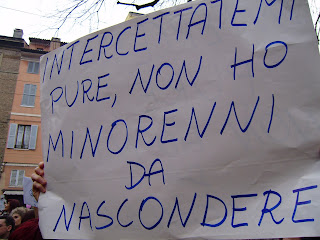 INTERCETTATEMI
PURE, NON HO
MINORENNI
DA
NASCONDERE